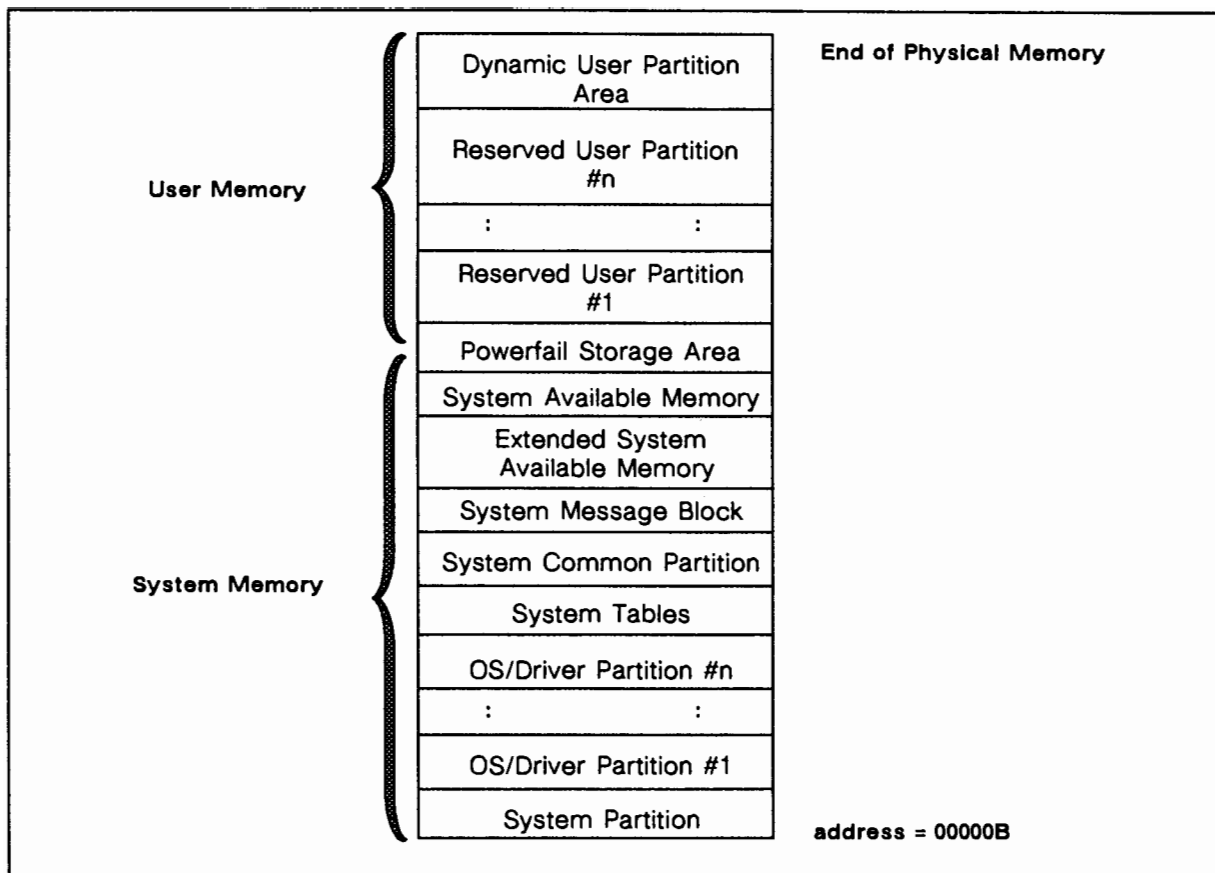 End of Physical Memory
Dynamic User Partition
Area
Reserved User Partition
#n
User Memory
: :
Reserved User Partition
#1
Powerfail Storage Area
System Available Memory
Extended System
Available Memory
System Message Block
System Common Partition
System Memory
System Tables
OS/Driver Partition #n
: :
OS/Driver Partition #1
System Partition
address = 00000B